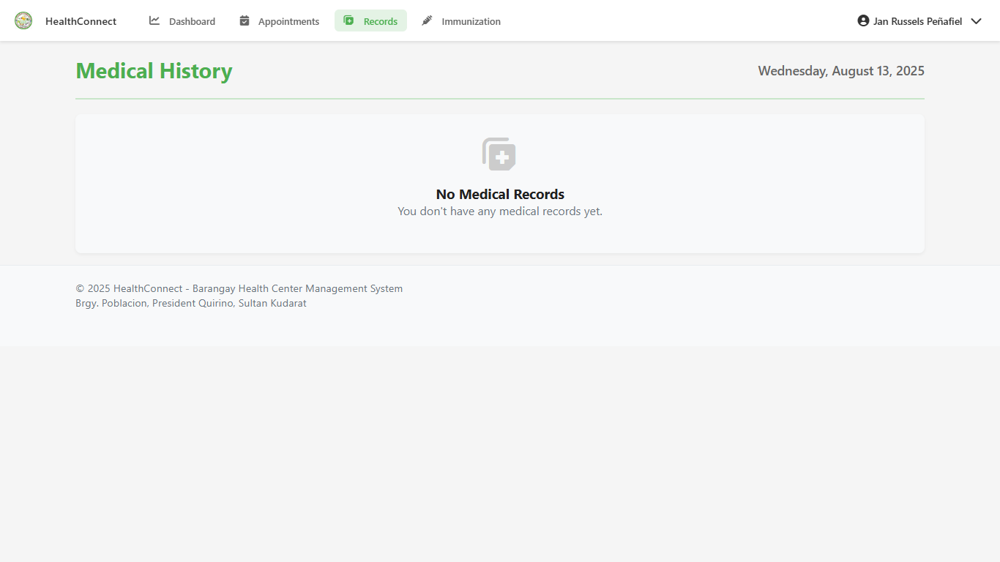 HealthConnect
Dashboard
Appointments
Records
Immunization
Jan Russels Peñafiel
Medical History
Wednesday, August 13, 2025
No Medical Records
You don't have any medical records yet.
© 2025 HealthConnect - Barangay Health Center Management System
Brgy. Poblacion, President Quirino, Sultan Kudarat